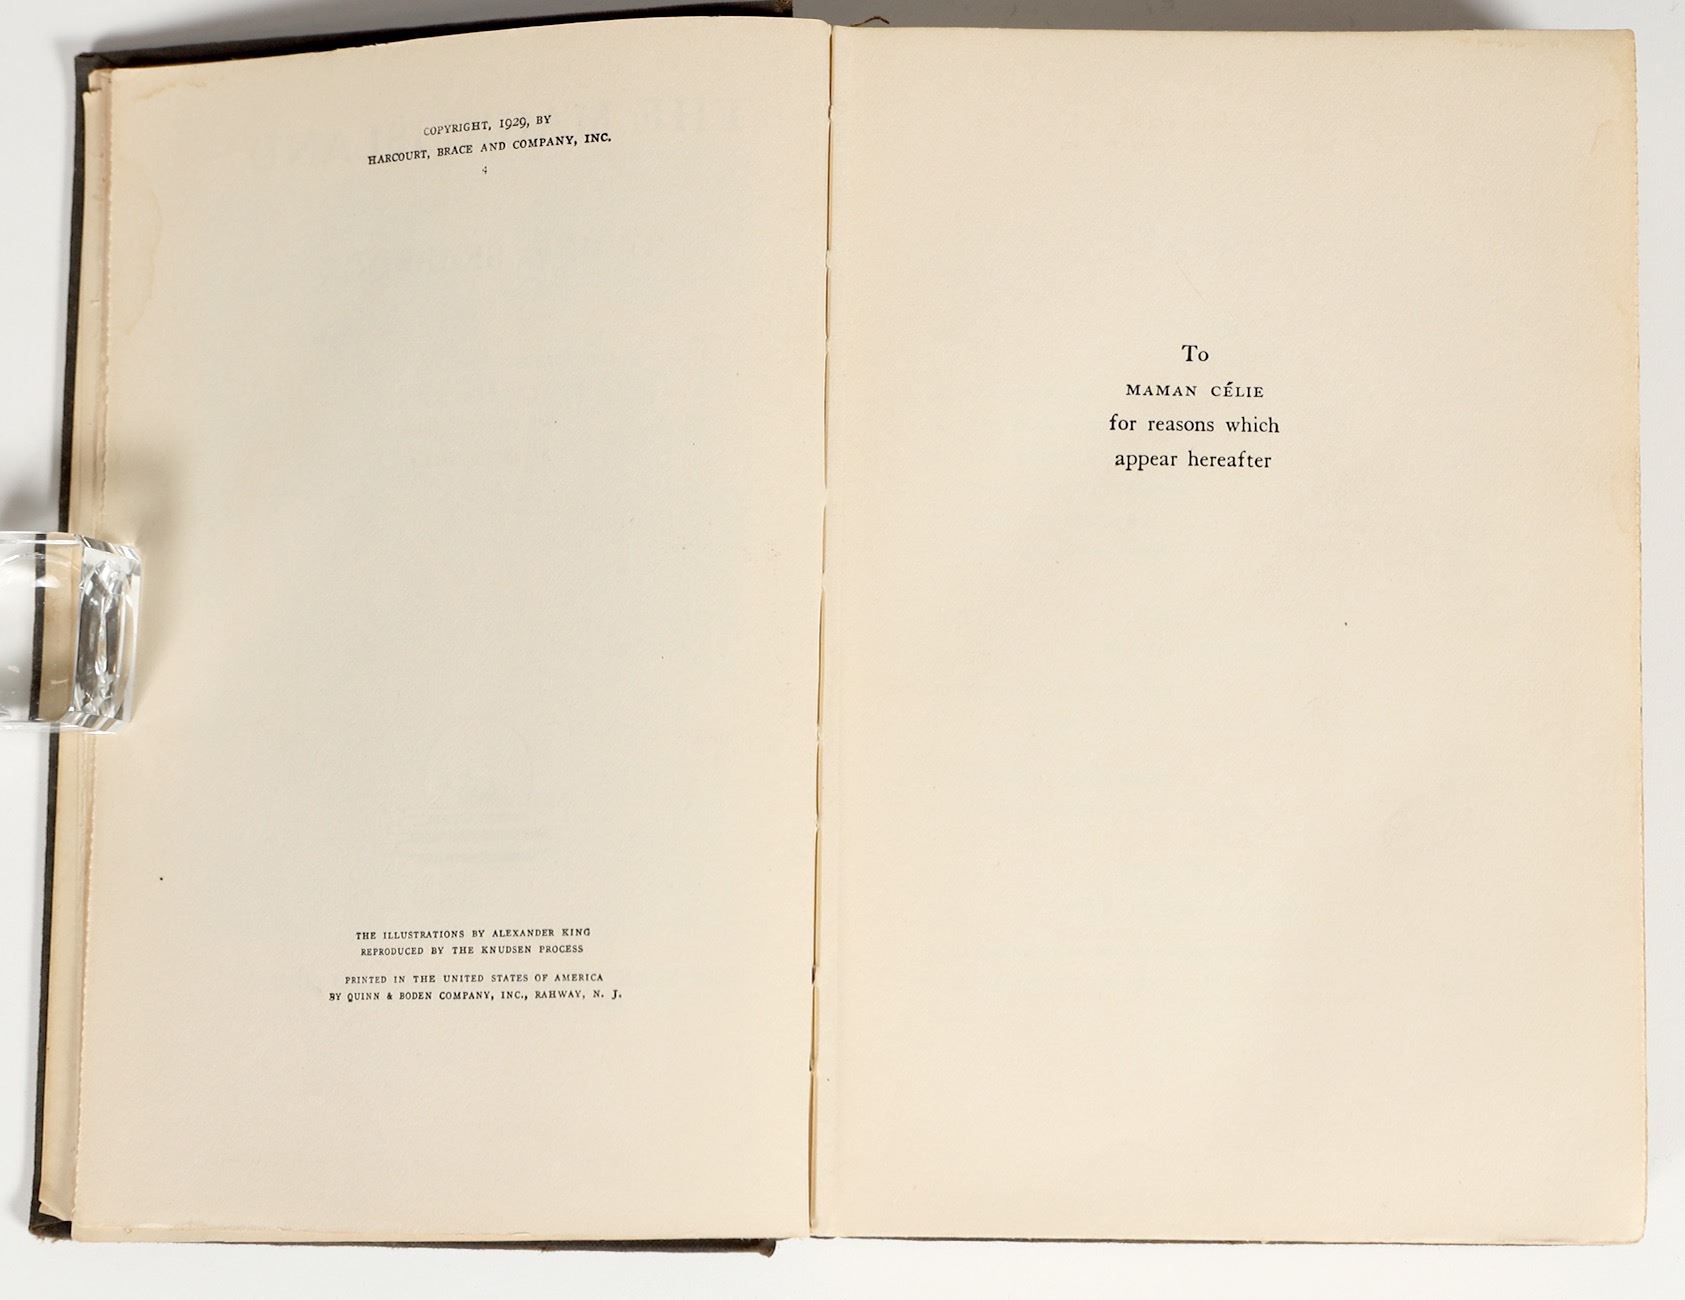 COPYRIGHT, 1929, BY
HARCOURT, BRACE AND COMPANY, INC.
THE ILLUSTRATIONS BY ALEXANDER KING
REPRODUCED BY THE KNUDSEN PROCESS
PRINTED IN THE UNITED STATES OF AMERICA
BY QUINN & BODEN COMPANY, INC., RAHWAY, N. J.
To
MAMAN CÉLIE
for reasons which
appear hereafter